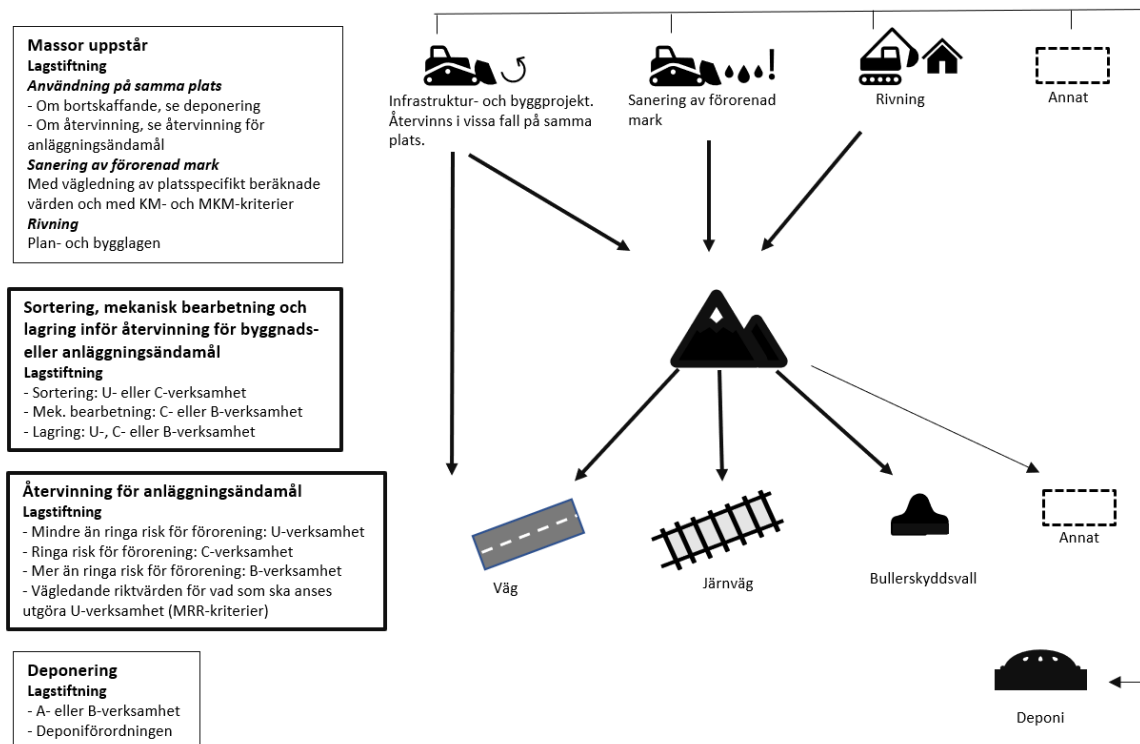 Massor uppstår
Lagstiftning
Användning på samma plats
- Om bortskaffande, se deponering
- Om återvinning, se återvinning för
anläggningsändamål
Sanering av förorenad mark
Med vägledning av platsspecifikt beräknade
värden och med KM- och MKM-kriterier
Rivning
Plan- och bygglagen
Infrastruktur- och byggprojekt.
Återvinns i vissa fall på samma
plats.
Sanering av förorenad
mark
Rivning
Annat
Sortering, mekanisk bearbetning och
lagring inför återvinning för byggnads-
eller anläggningsändamål
Lagstiftning
- Sortering: U- eller C-verksamhet
- Mek. bearbetning: C- eller B-verksamhet
- Lagring: U-, C- eller B-verksamhet
Återvinning för anläggningsändamål
Lagstiftning
- Mindre än ringa risk för förorening: U-verksamhet
- Ringa risk för förorening: C-verksamhet
- Mer än ringa risk för förorening: B-verksamhet
- Vägledande riktvärden för vad som ska anses
utgöra U-verksamhet (MRR-kriterier)
Väg
Järnväg
Bullerskyddsvall
Annat
Deponering
Lagstiftning
- A- eller B-verksamhet
- Deponiförordningen
Deponi